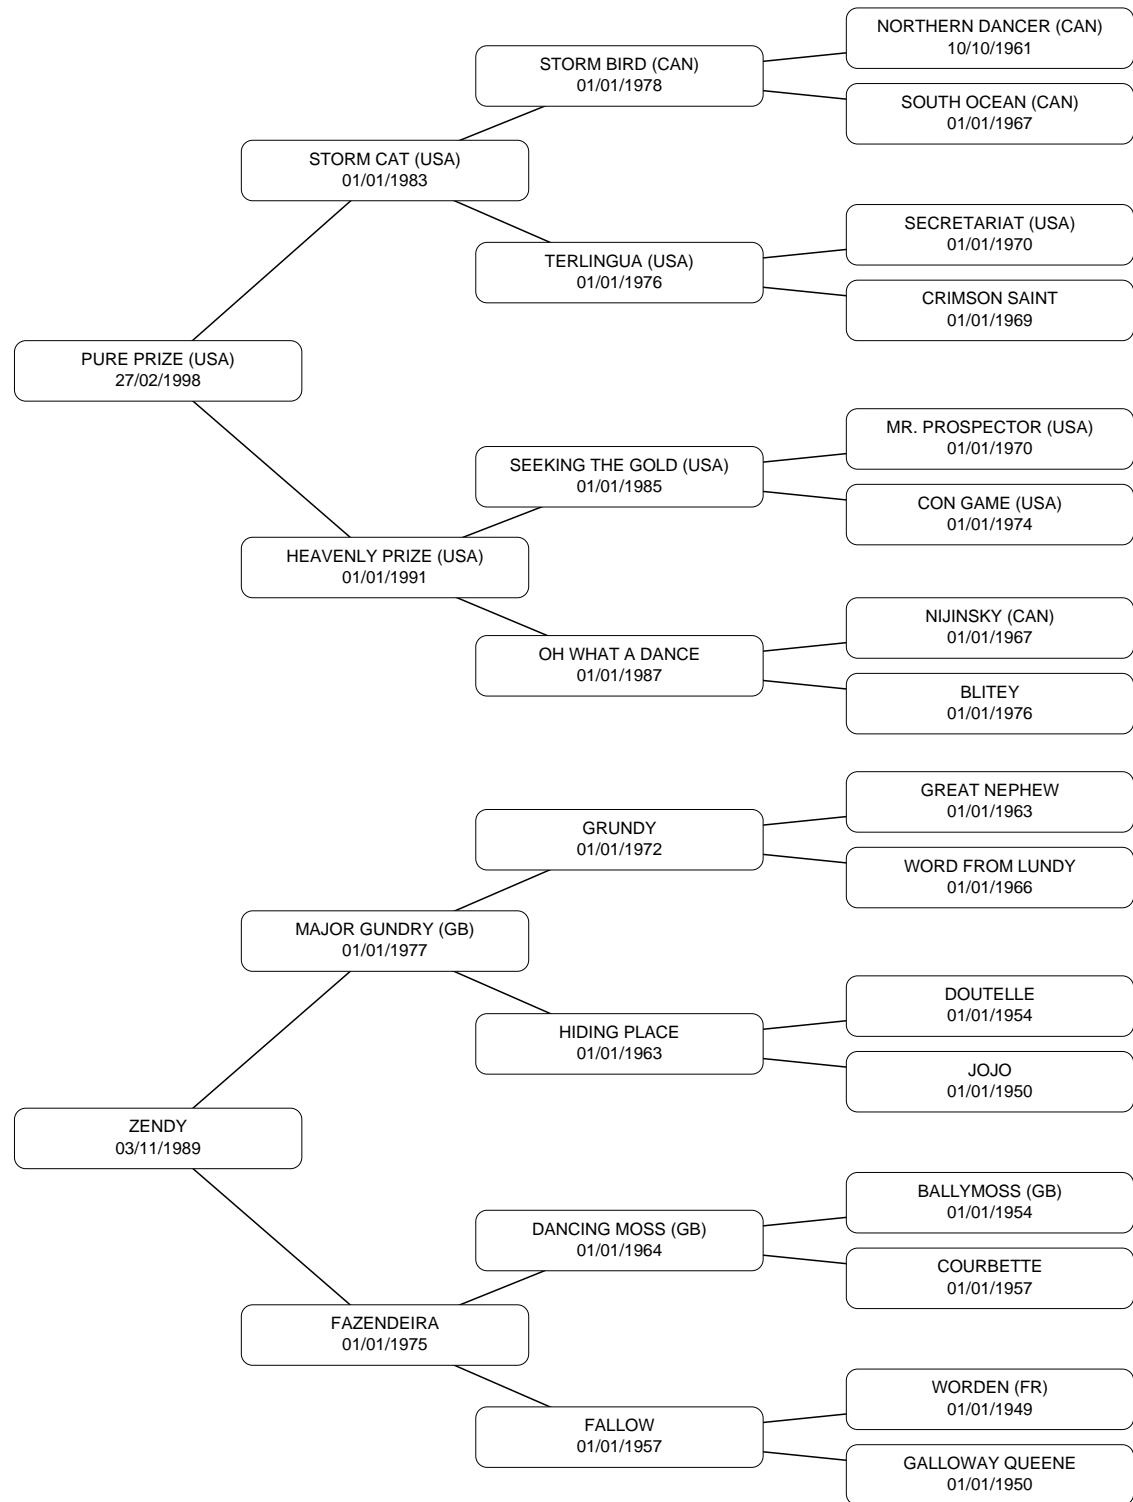 NORTHERN DANCER (CAN)
10/10/1961
STORM BIRD (CAN)
01/01/1978
SOUTH OCEAN (CAN)
01/01/1967
STORM CAT (USA)
01/01/1983
SECRETARIAT (USA)
01/01/1970
TERLINGUA (USA)
01/01/1976
CRIMSON SAINT
01/01/1969
PURE PRIZE (USA)
27/02/1998
MR. PROSPECTOR (USA)
01/01/1970
SEEKING THE GOLD (USA)
01/01/1985
CON GAME (USA)
01/01/1974
HEAVENLY PRIZE (USA)
01/01/1991
NIJINSKY (CAN)
01/01/1967
OH WHAT A DANCE
01/01/1987
BLITEY
01/01/1976
GREAT NEPHEW
01/01/1963
GRUNDY
01/01/1972
WORD FROM LUNDY
01/01/1966
MAJOR GUNDRY (GB)
01/01/1977
DOUTELLE
01/01/1954
HIDING PLACE
01/01/1963
JOJO
01/01/1950
ZENDY
03/11/1989
BALLYMOSS (GB)
01/01/1954
DANCING MOSS (GB)
01/01/1964
COURBETTE
01/01/1957
FAZENDEIRA
01/01/1975
WORDEN (FR)
01/01/1949
FALLOW
01/01/1957
GALLOWAY QUEENE
01/01/1950